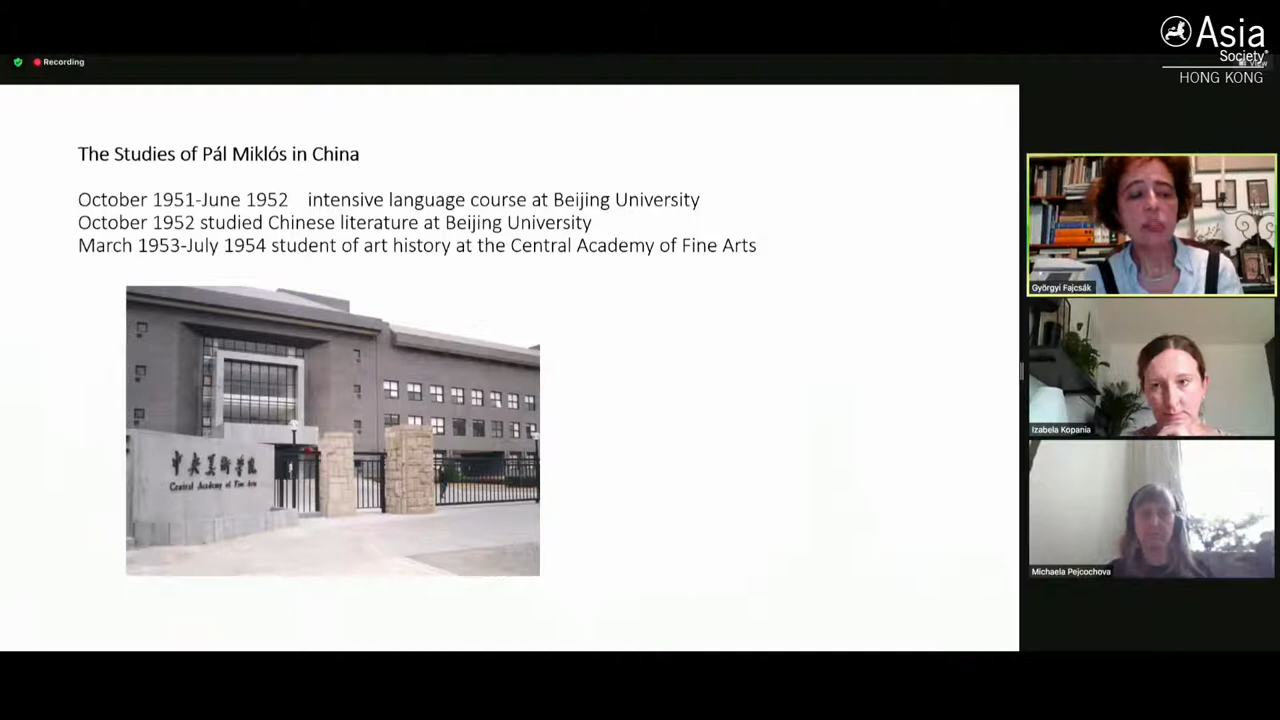 Asia
Society
View
HONG KONG
Recording
The Studies of Pál Miklós in China
October 1951-June 1952 intensive language course at Beijing University
October 1952 studied Chinese literature at Beijing University
March 1953-July 1954 student of art history at the Central Academy of Fine Arts
中央美術学院
Central Academy of Fine Arts
Györgyi Fajcsák
Izabela Kopania
Michaela Pejcochova